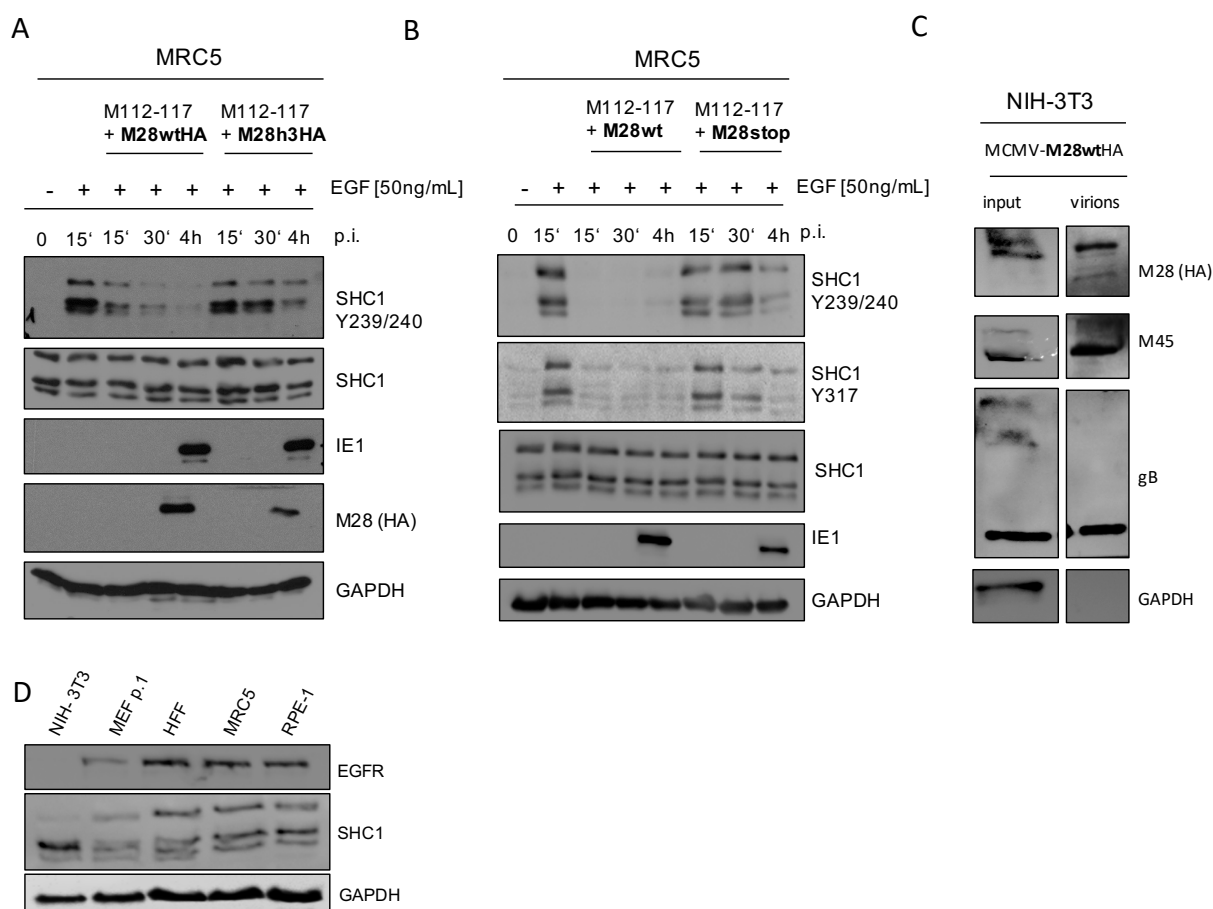 A
MRC5
M112-117
+ M28wtHA
M112-117
+ M28h3HA
- + + + + + + + EGF [50ng/mL]
0 15‘ 15‘ 30‘ 4h 15‘ 30‘ 4h p.i.
SHC1
Y239/240
SHC1
IE1
M28 (HA)
GAPDH
B
MRC5
M112-117
+ M28wt
M112-117
+ M28stop
- + + + + + + + EGF [50ng/mL]
0 15‘ 15‘ 30‘ 4h 15‘ 30‘ 4h p.i.
SHC1
Y239/240
SHC1
Y317
SHC1
IE1
GAPDH
C
NIH-3T3
MCMV-M28wtHA
input virions
M28 (HA)
M45
gB
GAPDH
D
NIH-3T3 MEF p.1 HFF MRC5 RPE-1
EGFR
SHC1
GAPDH